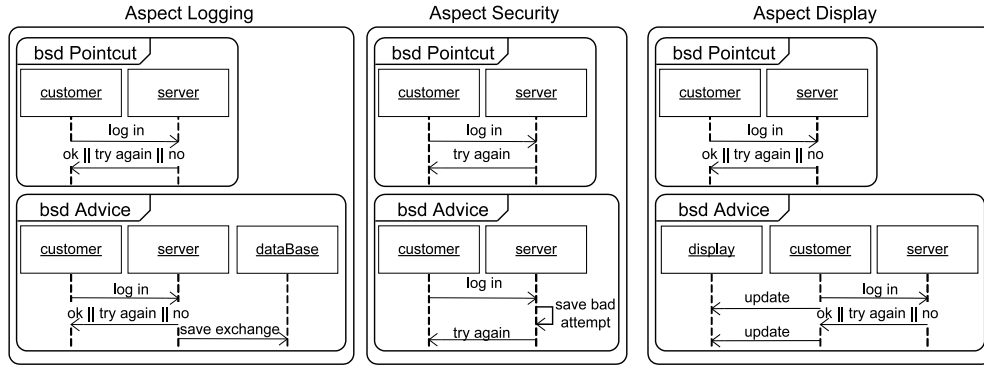 Aspect Logging
bsd Pointcut
customer
server
log in
ok || try again || no
bsd Advice
customer
server
dataBase
log in
ok || try again || no
save exchange
Aspect Security
bsd Pointcut
customer
server
log in
try again
bsd Advice
customer
server
log in
save bad
attempt
try again
Aspect Display
bsd Pointcut
customer
server
log in
ok || try again || no
bsd Advice
display
customer
server
log in
update
ok || try again || no
update